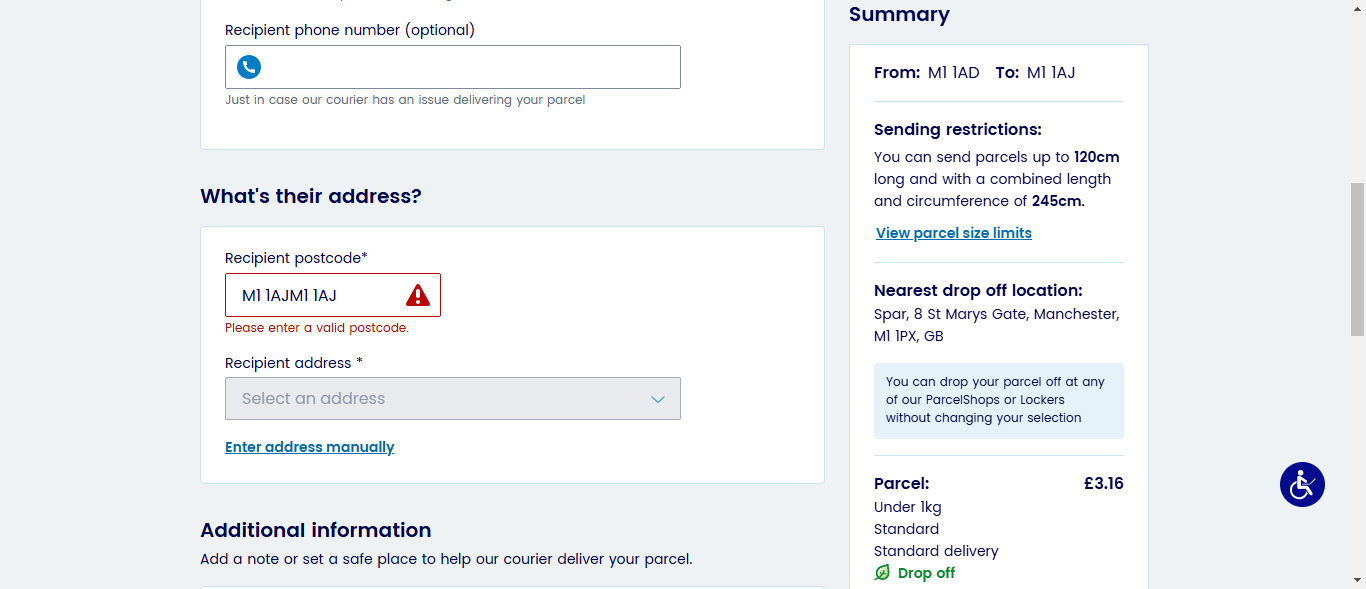 Recipient phone number (optional)
Just in case our courier has an issue delivering your parcel
What's their address?
Recipient postcode*
M1 1AJM1 1AJ
Please enter a valid postcode.
Recipient address *
Select an address
Enter address manually
Additional information
Add a note or set a safe place to help our courier deliver your parcel.
Summary
From: M1 1AD To: M1 1AJ
Sending restrictions:
You can send parcels up to 120cm
long and with a combined length
and circumference of 245cm.
View parcel size limits
Nearest drop off location:
Spar, 8 St Marys Gate, Manchester,
M1 1PX, GB
You can drop your parcel off at any
of our ParcelShops or Lockers
without changing your selection
Parcel: £3.16
Under 1kg
Standard
Standard delivery
Drop off